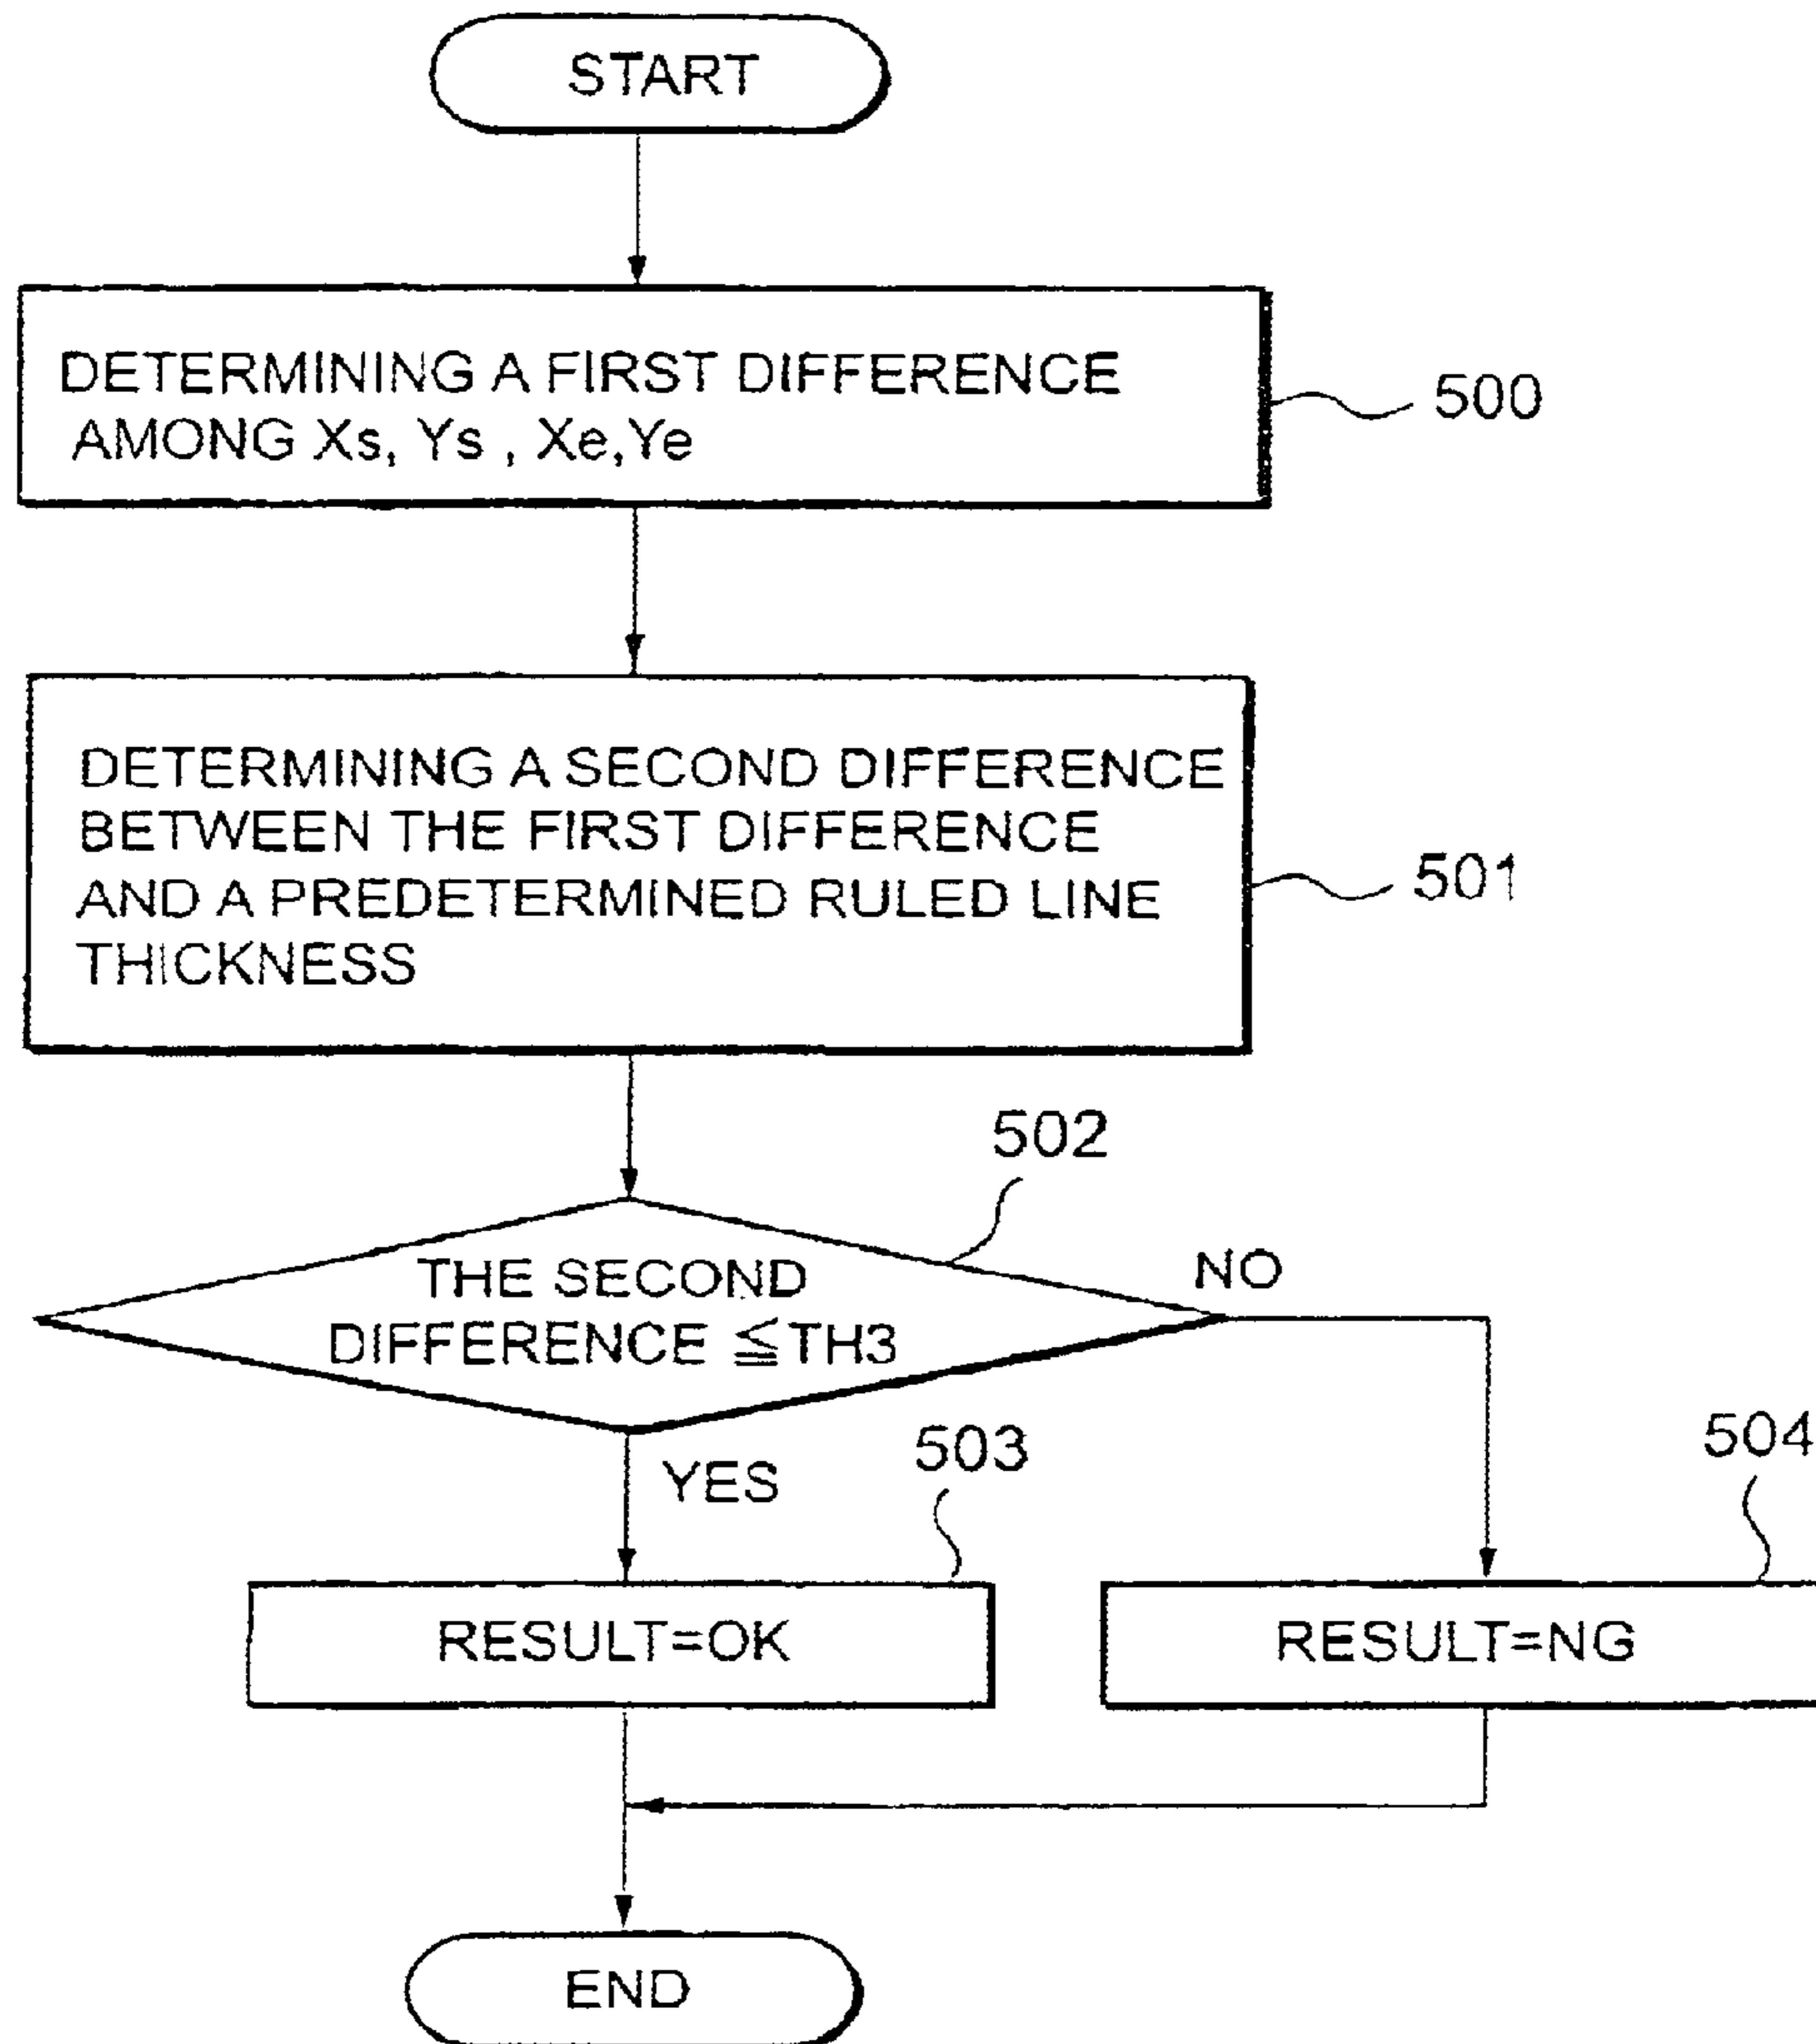 START
DETERMINING A FIRST DIFFERENCE
AMONG Xs, Ys , Xe,Ye
500
DETERMINING A SECOND DIFFERENCE
BETWEEN THE FIRST DIFFERENCE
AND A PREDETERMINED RULED LINE
THICKNESS
501
502
THE SECOND
DIFFERENCE ≦TH3
NO
YES
503
504
RESULT=OK
RESULT=NG
END